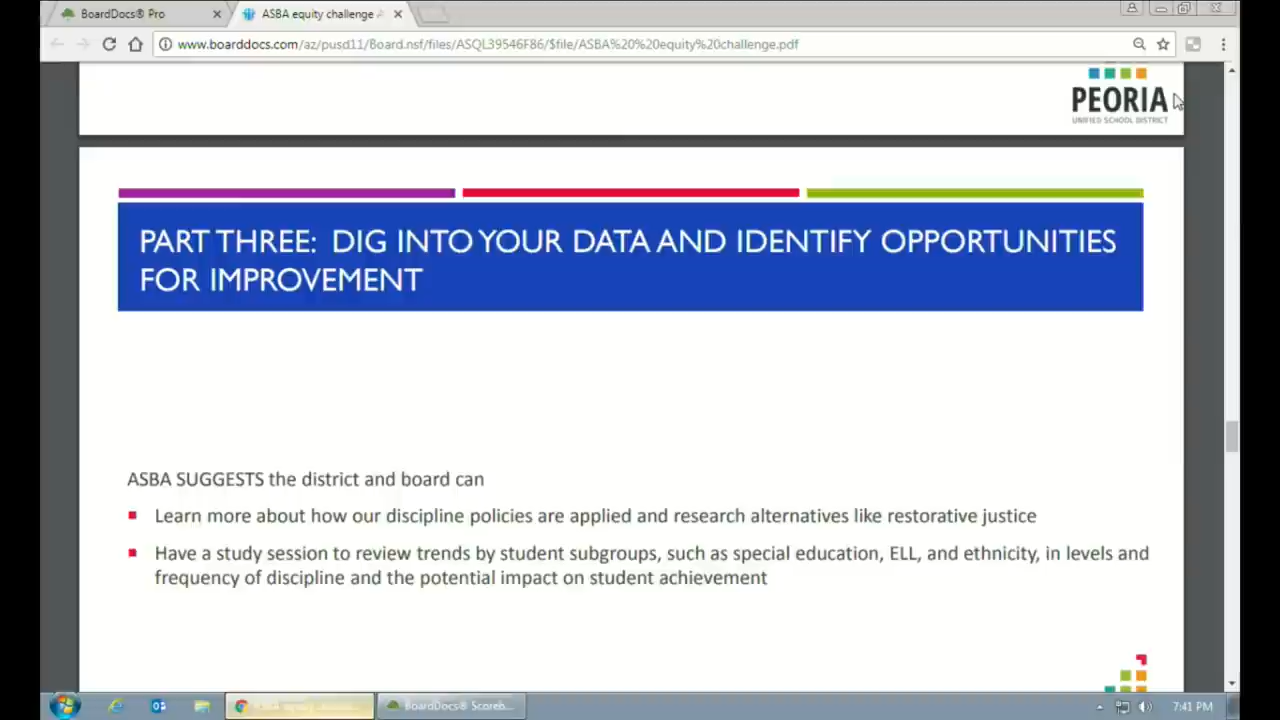 BoardDocs® Pro
ASBA equity challenge
www.boarddocs.com/az/pusd11/Board.nsf/files/ASQL39546F86/$file/ASBA%20%20equity%20challenge.pdf
PEORIA
UNIFIED SCHOOL DISTRICT
PART THREE: DIG INTO YOUR DATA AND IDENTIFY OPPORTUNITIES
FOR IMPROVEMENT
ASBA SUGGESTS the district and board can
Learn more about how our discipline policies are applied and research alternatives like restorative justice
Have a study session to review trends by student subgroups, such as special education, ELL, and ethnicity, in levels and
frequency of discipline and the potential impact on student achievement
BoardDocs® Scoreb...
7:41 PM